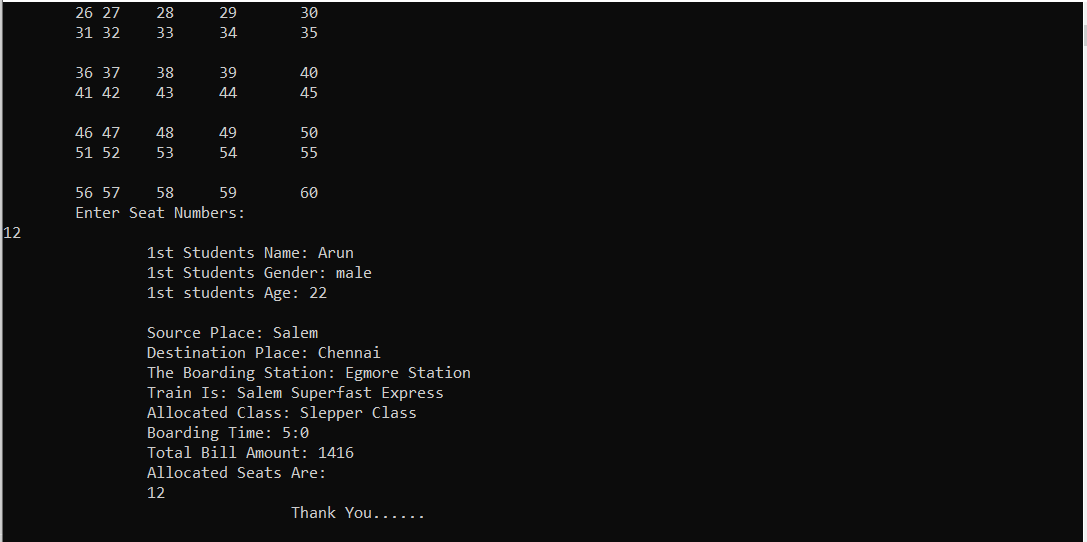 26 27 28 29 30
31 32 33 34 35
36 37 38 39 40
41 42 43 44 45
46 47 48 49 50
51 52 53 54 55
56 57 58 59 60
Enter Seat Numbers:
12
1st Students Name: Arun
1st Students Gender: male
1st students Age: 22
Source Place: Salem
Destination Place: Chennai
The Boarding Station: Egmore Station
Train Is: Salem Superfast Express
Allocated Class: Slepper Class
Boarding Time: 5:0
Total Bill Amount: 1416
Allocated Seats Are:
12
Thank You......